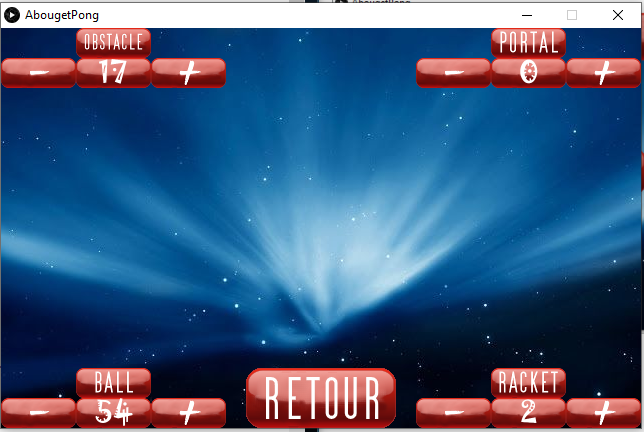 AbougetPong
OBSTACLE
PORTAL
- 17 +
- 0 +
BALL
RACKET
- 54 +
RETOUR
- 2 +